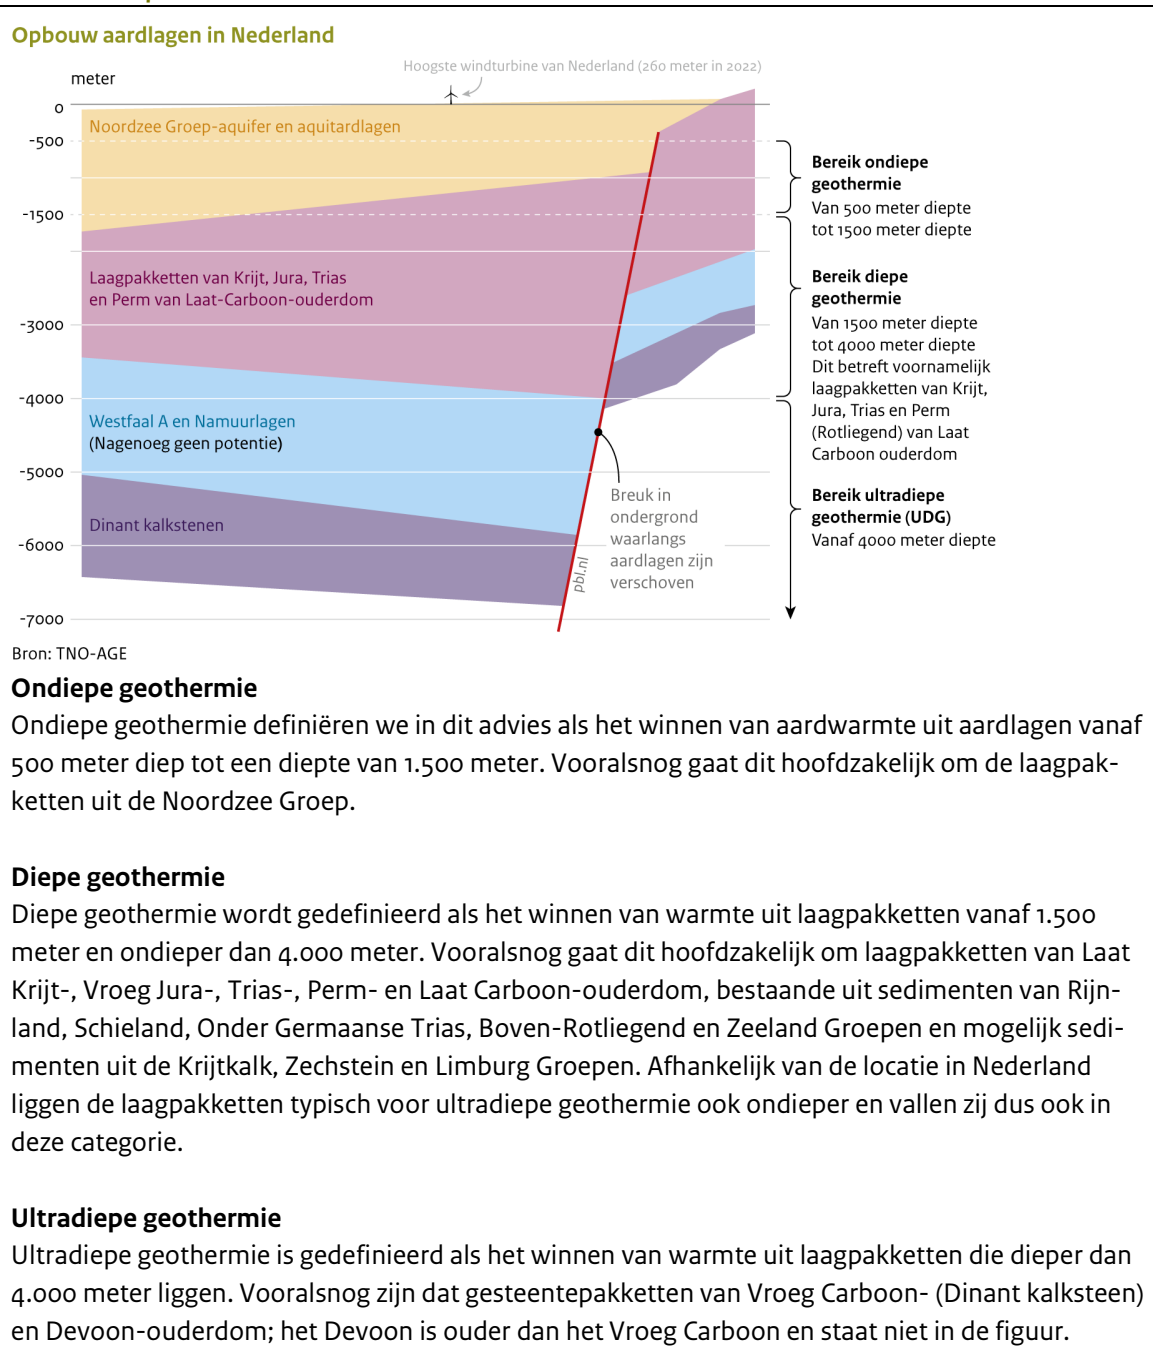 Opbouw aardlagen in Nederland
Hoogste windturbine van Nederland (260 meter in 2022)
meter
0
-500
-1500
-3000
-4000
-5000
-6000
-7000
Noordzee Groep-aquifer en aquitardlagen
Laagpakketten van Krijt, Jura, Trias
en Perm van Laat-Carboon-ouderdom
Westfaal A en Namuurlagen
(Nagenoeg geen potentie)
Dinant kalkstenen
Breuk in
ondergrond
waarlangs
aardlagen zijn
verschoven
pbl.nl
Bereik ondiepe
geothermie
Van 500 meter diepte
tot 1500 meter diepte
Bereik diepe
geothermie
Van 1500 meter diepte
tot 4000 meter diepte
Dit betreft voornamelijk
laagpakketten van Krijt,
Jura, Trias en Perm
(Rotliegend) van Laat
Carboon ouderdom
Bereik ultradiepe
geothermie (UDG)
Vanaf 4000 meter diepte
Bron: TNO-AGE
Ondiepe geothermie
Ondiepe geothermie definiëren we in dit advies als het winnen van aardwarmte uit aardlagen vanaf
500 meter diep tot een diepte van 1.500 meter. Vooralsnog gaat dit hoofdzakelijk om de laagpak-
ketten uit de Noordzee Groep.
Diepe geothermie
Diepe geothermie wordt gedefinieerd als het winnen van warmte uit laagpakketten vanaf 1.500
meter en ondieper dan 4.000 meter. Vooralsnog gaat dit hoofdzakelijk om laagpakketten van Laat
Krijt-, Vroeg Jura-, Trias-, Perm- en Laat Carboon-ouderdom, bestaande uit sedimenten van Rijn-
land, Schieland, Onder Germaanse Trias, Boven-Rotliegend en Zeeland Groepen en mogelijk sedi-
menten uit de Krijtkalk, Zechstein en Limburg Groepen. Afhankelijk van de locatie in Nederland
liggen de laagpakketten typisch voor ultradiepe geothermie ook ondieper en vallen zij dus ook in
deze categorie.
Ultradiepe geothermie
Ultradiepe geothermie is gedefinieerd als het winnen van warmte uit laagpakketten die dieper dan
4.000 meter liggen. Vooralsnog zijn dat gesteentepakketten van Vroeg Carboon- (Dinant kalksteen)
en Devoon-ouderdom; het Devoon is ouder dan het Vroeg Carboon en staat niet in de figuur.